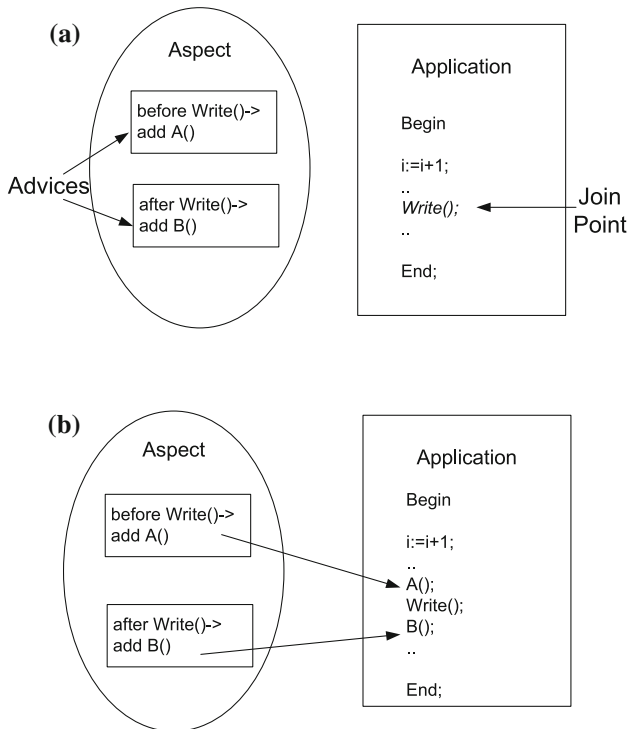 (a)
Aspect
before Write()->
add A()
Advices
after Write()->
add B()
Application
Begin
i:=i+1;
..
Write();
..
End;
Join
Point
(b)
Aspect
before Write()->
add A()
after Write()->
add B()
Application
Begin
i:=i+1;
..
A();
Write();
B();
..
End;